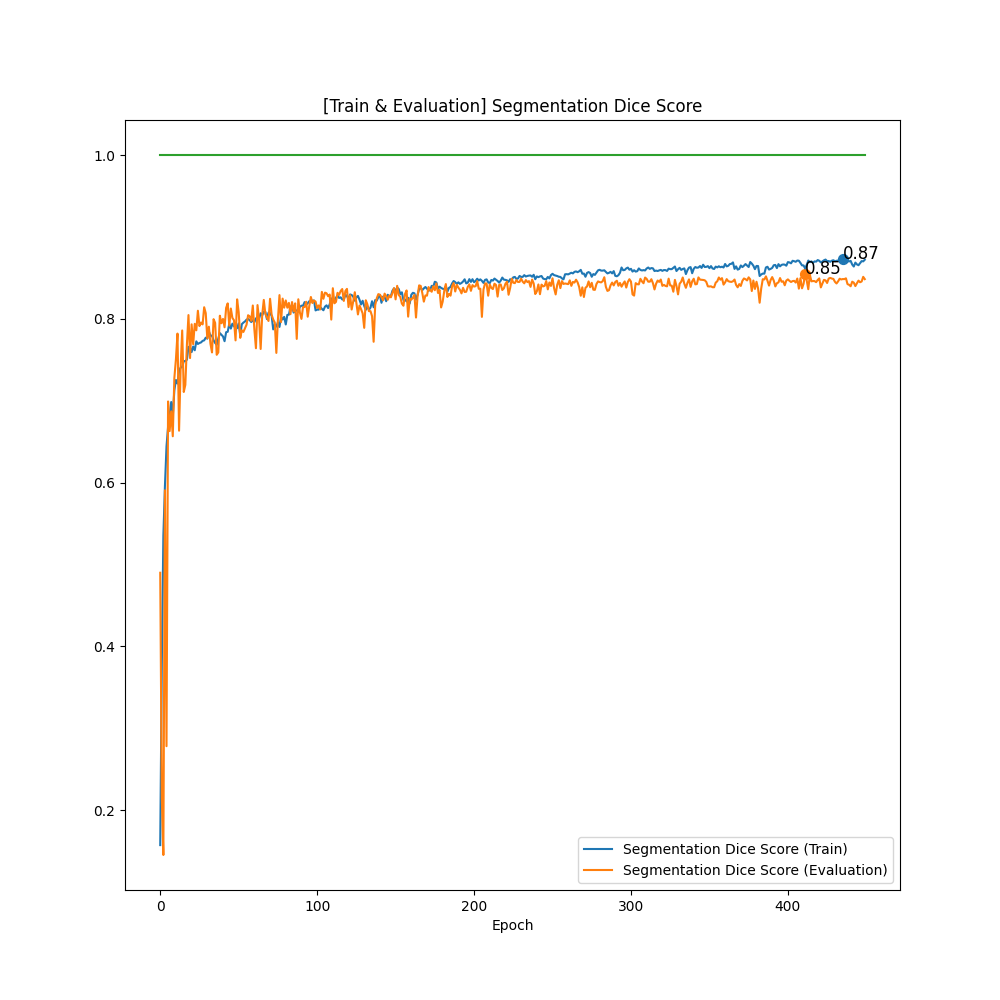 [Train & Evaluation] Segmentation Dice Score
1.0
0.8
0.6
0.4
0.2
0.87
0.85
Segmentation Dice Score (Train)
Segmentation Dice Score (Evaluation)
0 100 200 300 400
Epoch